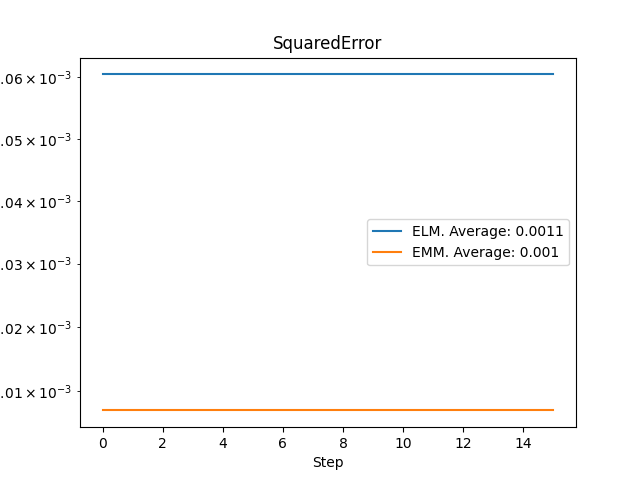 SquaredError
.06 × 10⁻³
.05 × 10⁻³
.04 × 10⁻³
.03 × 10⁻³
.02 × 10⁻³
.01 × 10⁻³
ELM. Average: 0.0011
EMM. Average: 0.001
0 2 4 6 8 10 12 14
Step